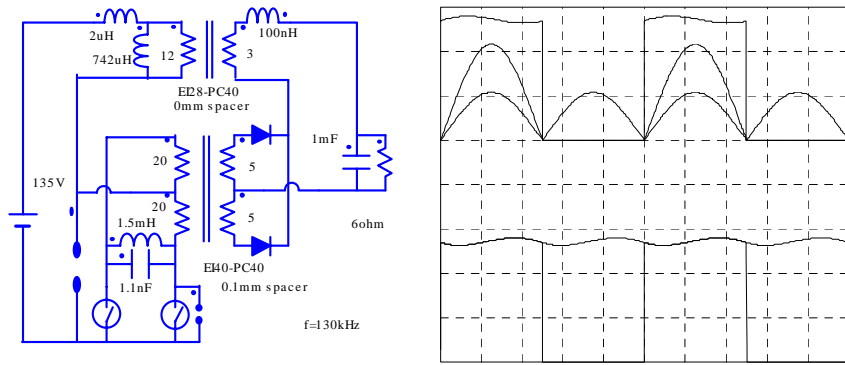 2uH
742uH
12
3
100nH
EI28-PC40
0mm spacer
1mF
20
5
135V
20
5
1.5mH
6ohm
EI40-PC40
1.1nF
0.1mm spacer
f=130kHz